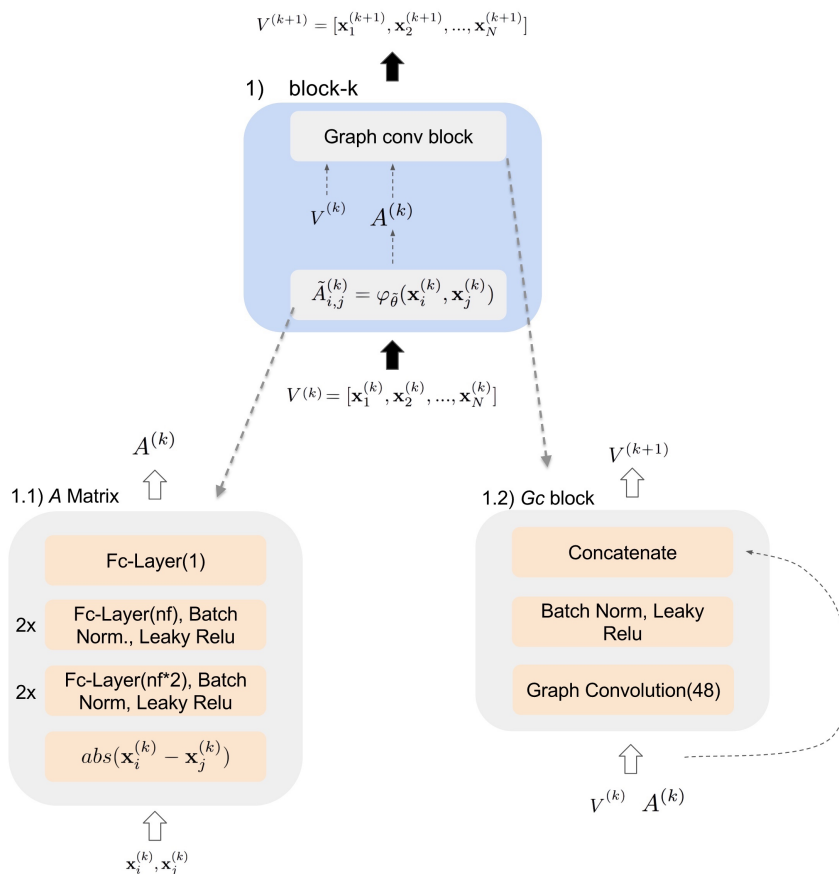 V^{(k+1)} = [x_1^{(k+1)}, x_2^{(k+1)}, ..., x_N^{(k+1)}]
1) block-k
Graph conv block
V^{(k)} A^{(k)}
Ã_{i,j}^{(k)} = φ_{θ̃}(x_i^{(k)}, x_j^{(k)})
V^{(k)} = [x_1^{(k)}, x_2^{(k)}, ..., x_N^{(k)}]
A^{(k)}
1.1) A Matrix
Fc-Layer(1)
2x Fc-Layer(nf), Batch
Norm., Leaky Relu
2x Fc-Layer(nf*2), Batch
Norm, Leaky Relu
abs(x_i^{(k)} − x_j^{(k)})
x_i^{(k)}, x_j^{(k)}
V^{(k+1)}
1.2) Gc block
Concatenate
Batch Norm, Leaky
Relu
Graph Convolution(48)
V^{(k)} A^{(k)}